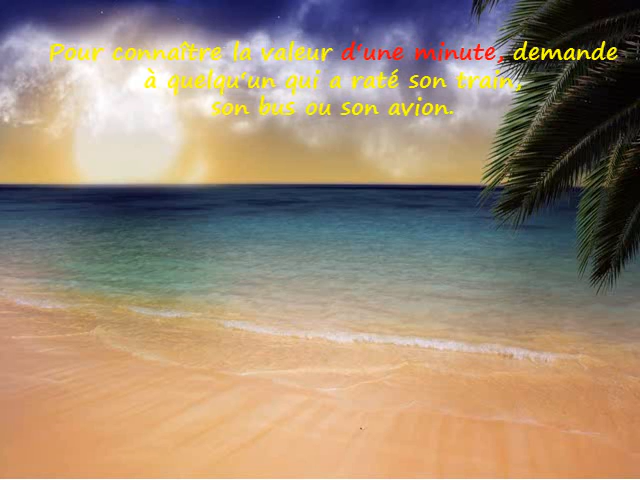 Pour connaître la valeur d'une minute, demande
à quelqu'un qui a raté son train,
son bus ou son avion.